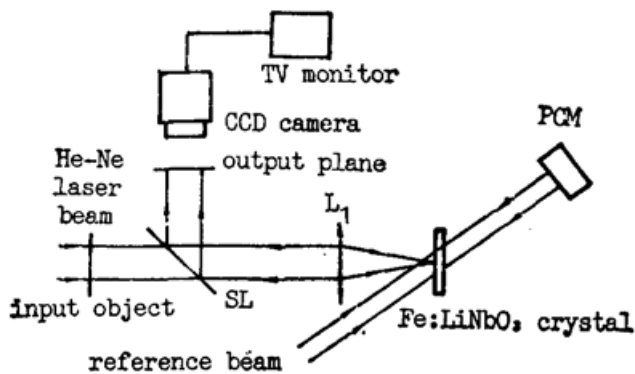 TV monitor
CCD camera
PCM
He-Ne
laser
beam
output plane
L₁
input object
SL
Fe:LiNbO₃ crystal
reference beam